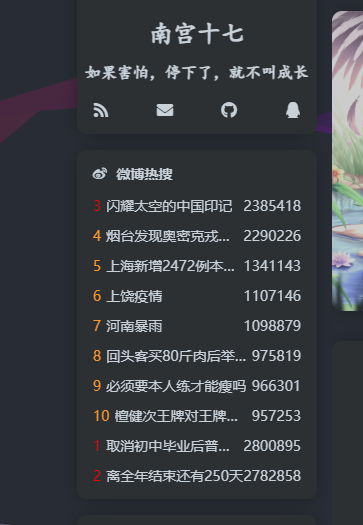 南宫十七
如果害怕，停下了，就不叫成长
微博热搜
3 闪耀太空的中国印记 2385418
4 烟台发现奥密克戎... 2290226
5 上海新增2472例本... 1341143
6 上饶疫情 1107146
7 河南暴雨 1098879
8 回头客买80斤肉后举... 975819
9 必须要本人练才能瘦吗 966301
10 檀健次王牌对王牌... 957253
1 取消初中毕业后普... 2800895
2 离全年结束还有250天 2782858